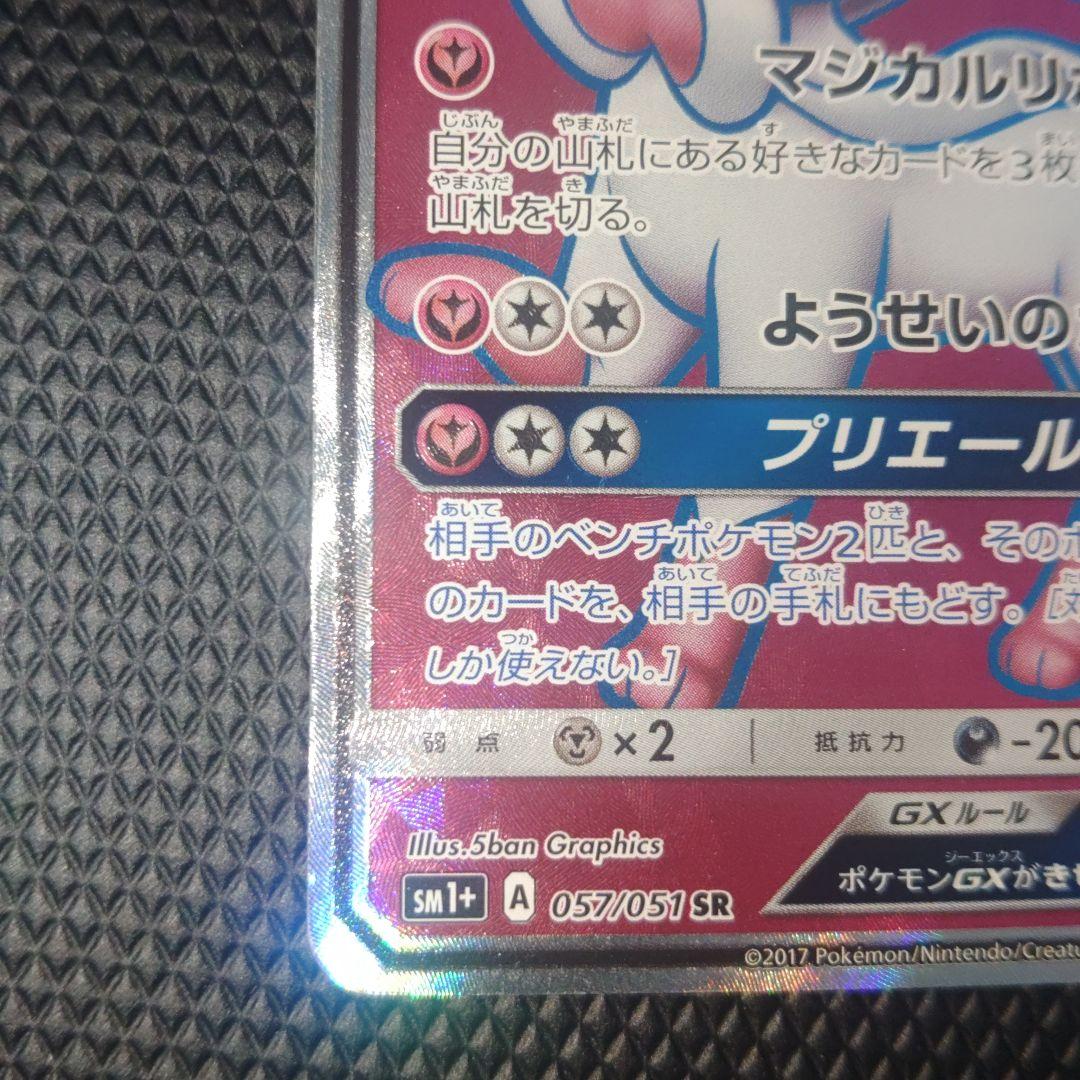 マジカルリボ
じぶん やまふだ す まい
自分の山札にある好きなカードを3枚
やまふだ き
山札を切る。
ようせいの
プリエール
あいて ひき
相手のベンチポケモン2匹と、そのポ
あいて てふだ
のカードを、相手の手札にもどす。[対
つか
しか使えない。]
弱点 ×2 抵抗力 -20
GXルール
Illus.5ban Graphics
ジーエックス
ポケモンGXがきぜ
SM1+ A 057/051 SR
©2017 Pokémon/Nintendo/Creatu